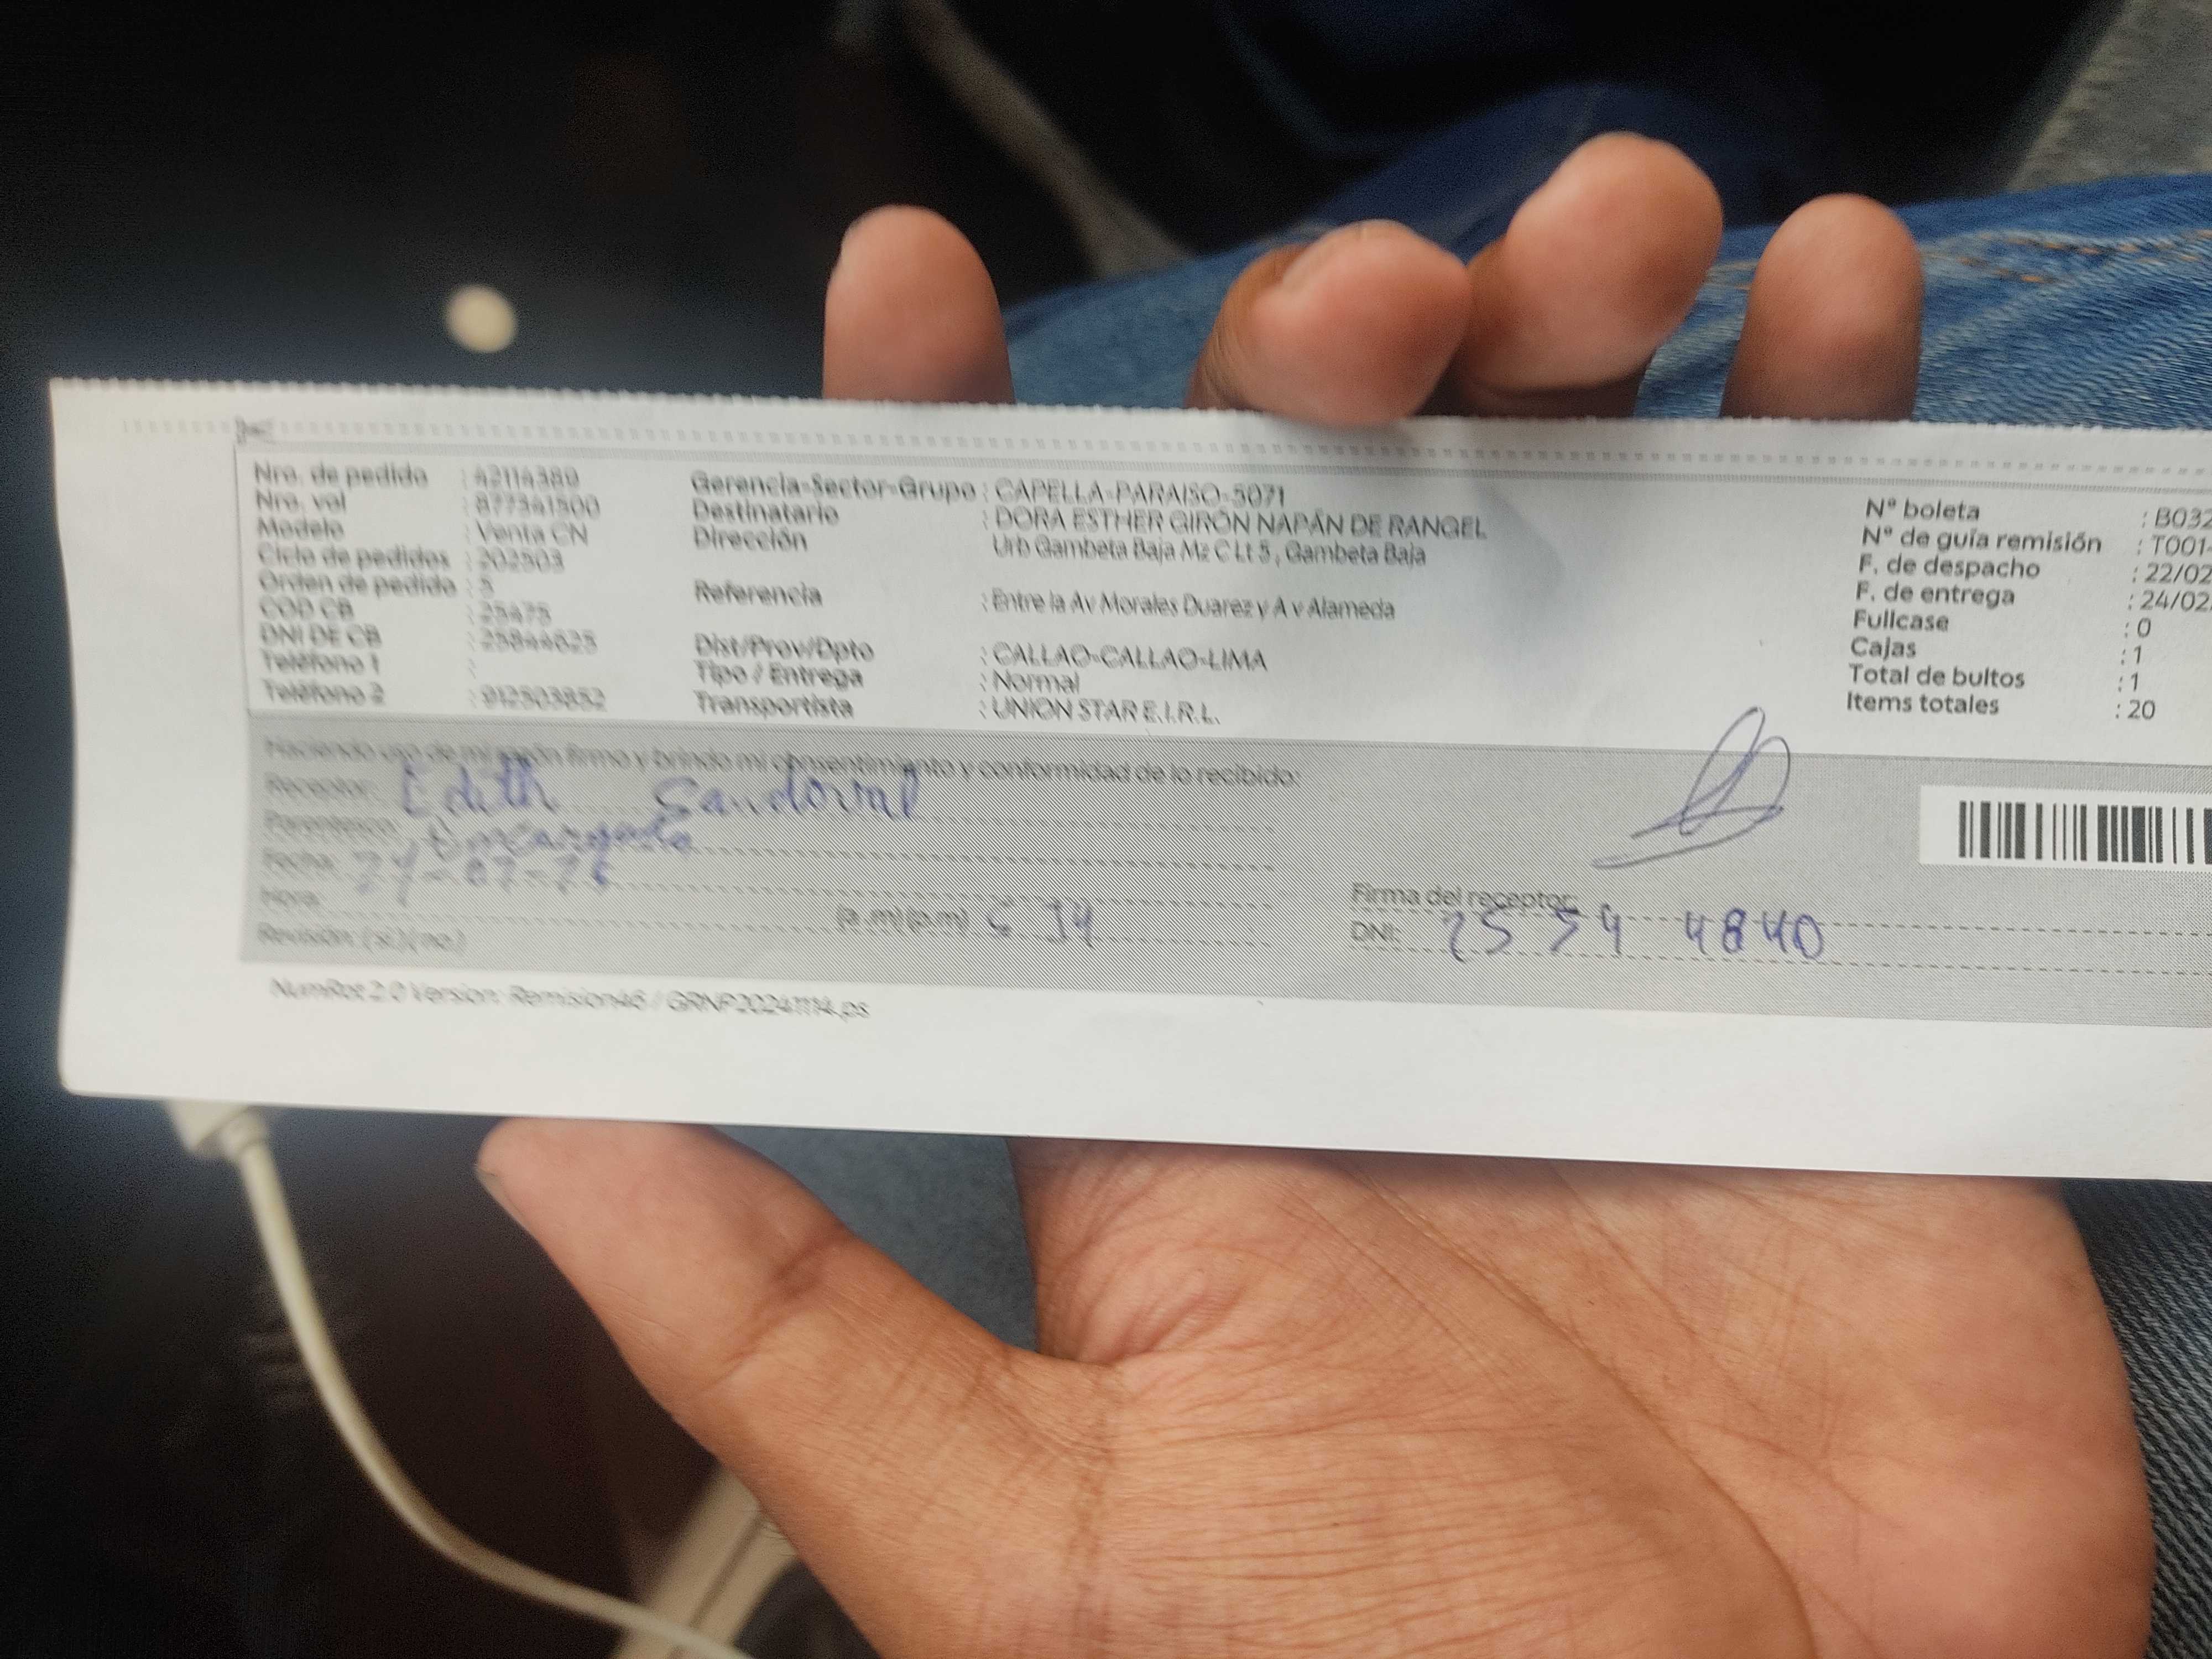 Nro. de pedido : 42114380
Nro. vol : 877341500
Modelo : Venta CN
Ciclo de pedidos : 202503
Orden de pedido : 5
COD CB : 25475
DNI DE CB : 25844625
Teléfono 1 :
Teléfono 2 : 912503852
Gerencia-Sector-Grupo : CAPELLA-PARAISO-5071
Destinatario : DORA ESTHER GIRÓN NAPÁN DE RANGEL
Dirección Urb Gambeta Baja Mz C Lt 5 , Gambeta Baja
Referencia : Entre la Av Morales Duarez y A v Alameda
Dist/Prov/Dpto : CALLAO-CALLAO-LIMA
Tipo / Entrega : Normal
Transportista : UNION STAR E.I.R.L.
N° boleta : B032
N° de guía remisión : T001-
F. de despacho : 22/02
F. de entrega : 24/02
Fullcase : 0
Cajas : 1
Total de bultos : 1
Items totales : 20
Haciendo uso de mi razón firmo y brindo mi consentimiento y conformidad de lo recibido:
Receptor: Edith Sandoval
Parentesco: Encargada
Fecha:
Hora: (a .m) (p.m)
Revisión: (si) (no)
Firma del receptor:
DNI: 4840
NumRot 2.0 Version: Remision46 / GRNP20241114.ps